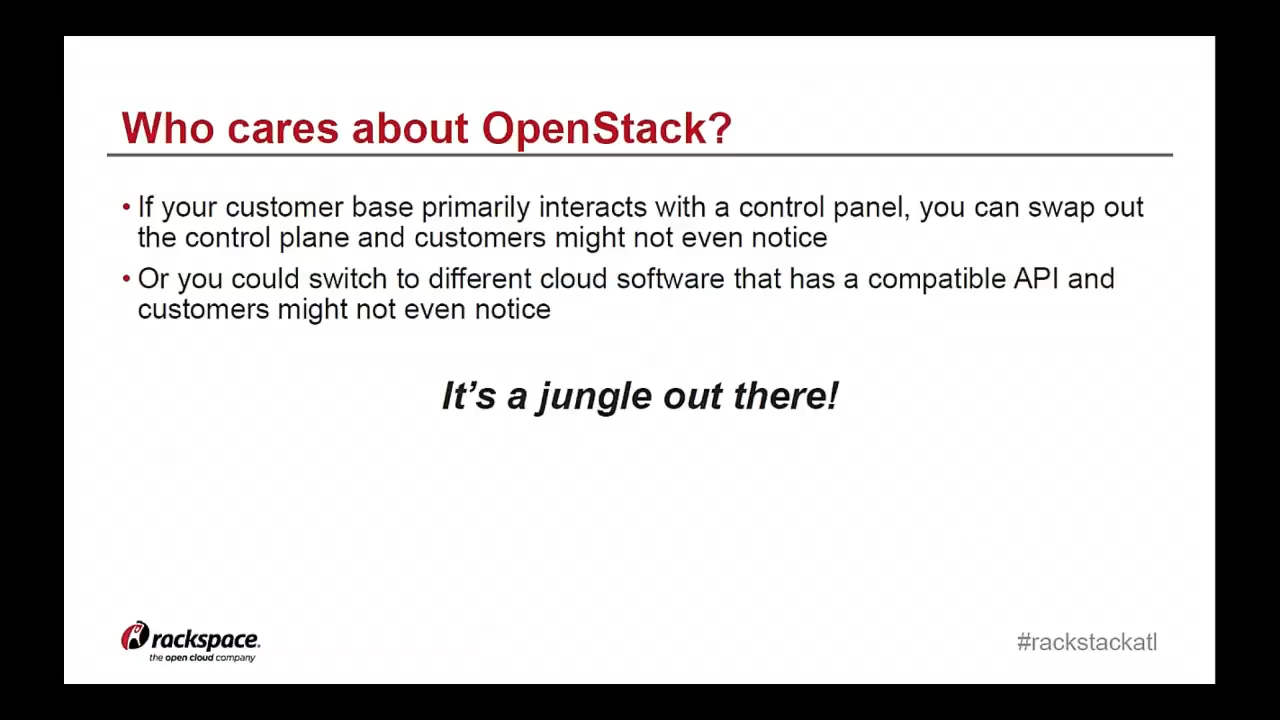 Who cares about OpenStack?
• If your customer base primarily interacts with a control panel, you can swap out
the control plane and customers might not even notice
• Or you could switch to different cloud software that has a compatible API and
customers might not even notice
It's a jungle out there!
rackspace.
the open cloud company
#rackstackatl